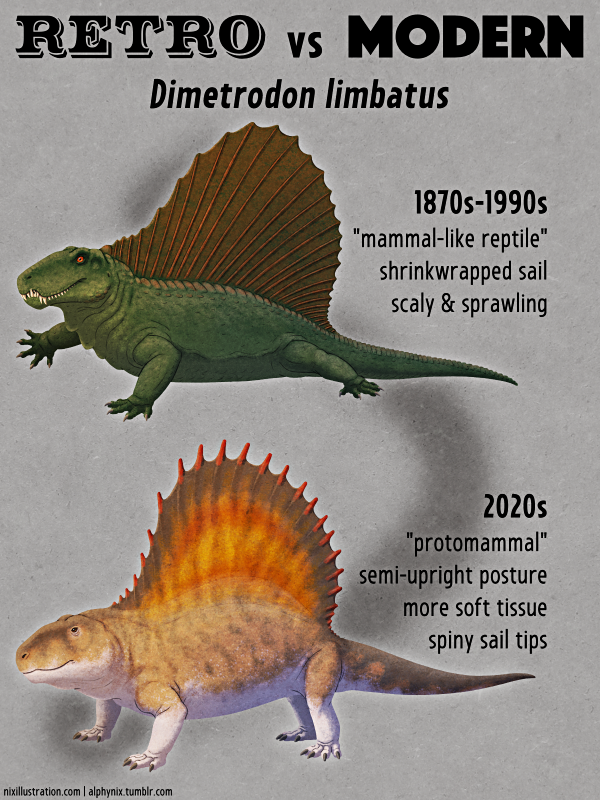 RETRO vs MODERN
Dimetrodon limbatus
1870s-1990s
"mammal-like reptile"
shrinkwrapped sail
scaly & sprawling
2020s
"protomammal"
semi-upright posture
more soft tissue
spiny sail tips
nixillustration.com | alphynix.tumblr.com